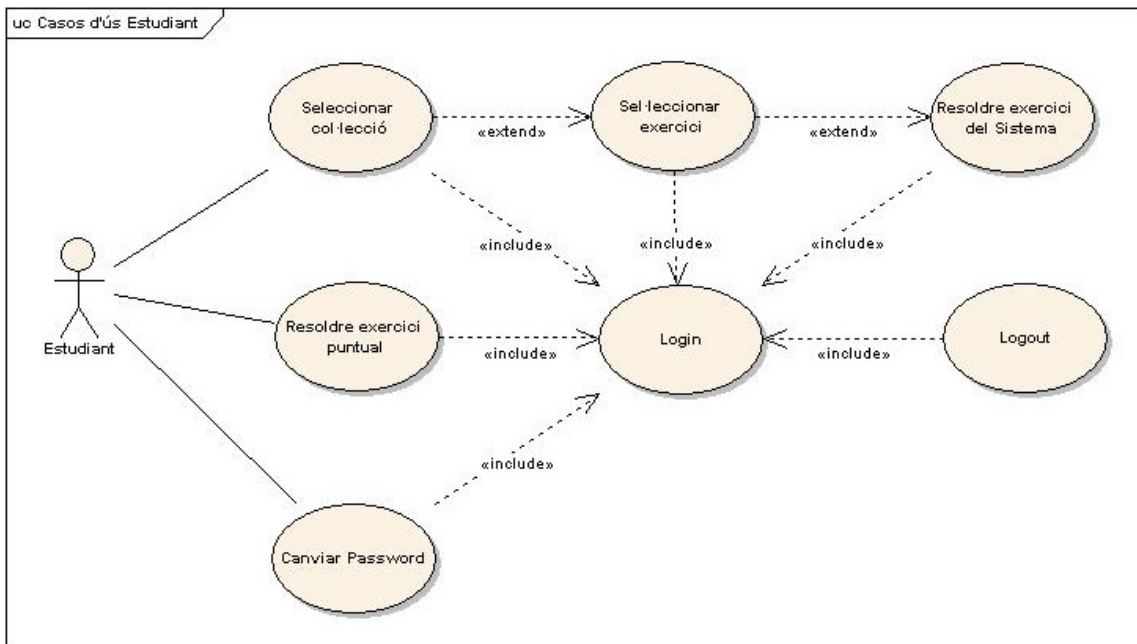 uc Casos d'ús Estudiant
Seleccionar
col·lecció
«extend»
Sel·leccionar
exercici
«extend»
Resoldre exercici
del Sistema
«include»
«include»
«include»
Estudiant
Resoldre exercici
puntual
«include»
Login
«include»
Logout
«include»
Canviar Password